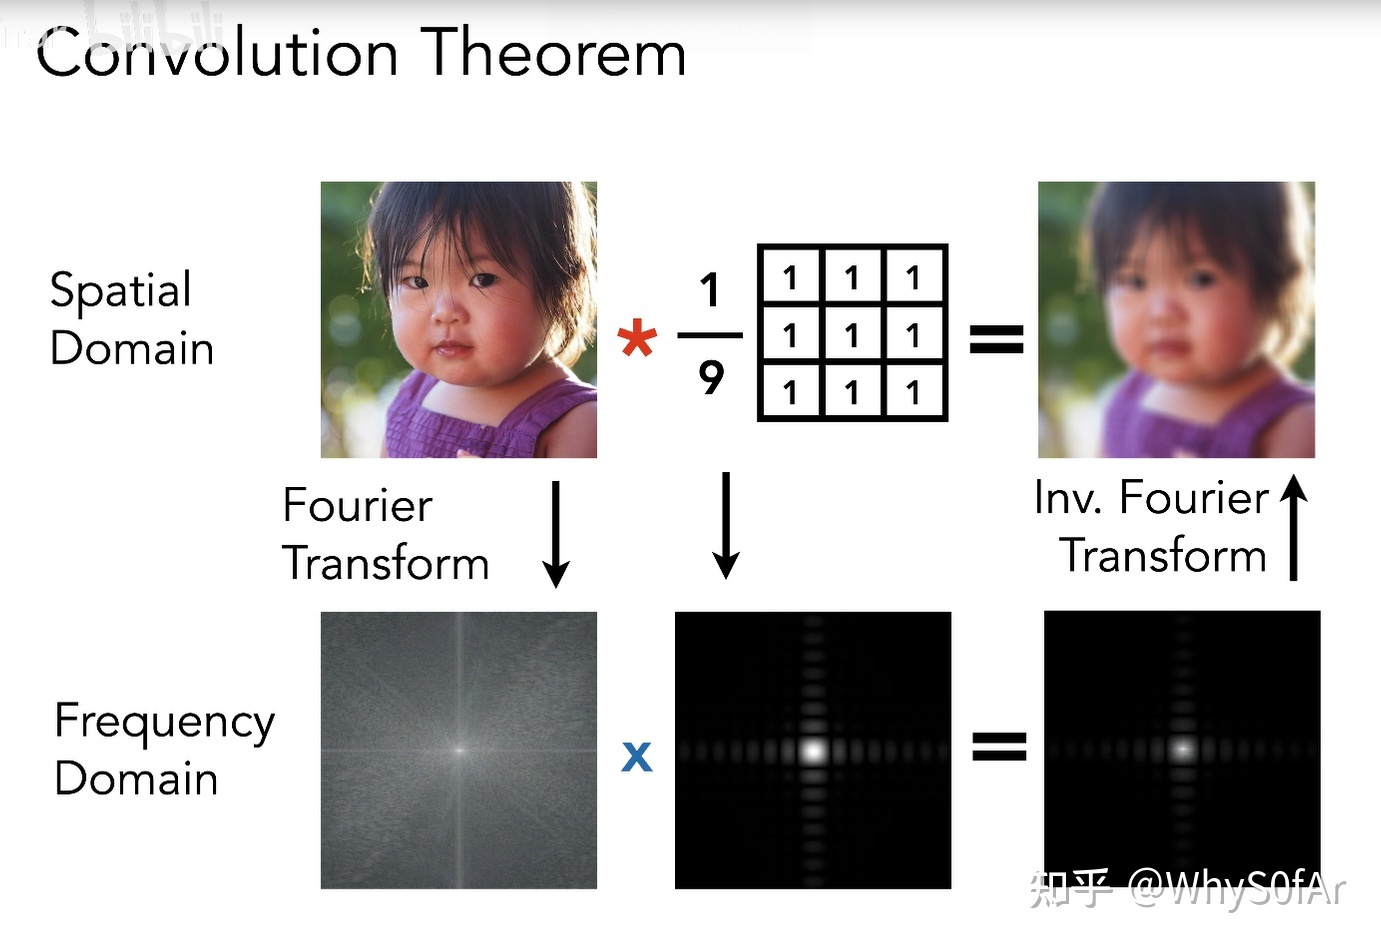 bilibili
Convolution Theorem
Spatial
Domain
*
1
9
1 1 1
1 1 1
1 1 1
=
Fourier
Transform
Inv. Fourier
Transform
Frequency
Domain
x
=
知乎 @WhyS0fAr